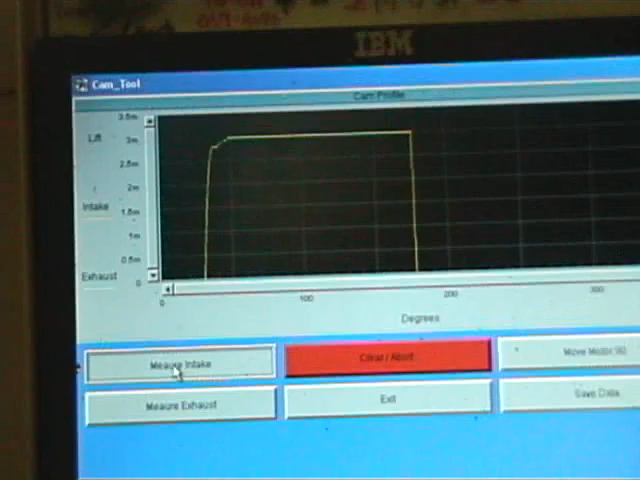 IBM
Cam_Tool
Cam Profile
3.5m
Lift
3m
2.5m
2m
Intake
1.5m
1m
0.5m
Exhaust
0
0
100
200
300
Degrees
Meaure Intake
Clear / Abort
Move Motor 90
Meaure Exhaust
Exit
Save Data